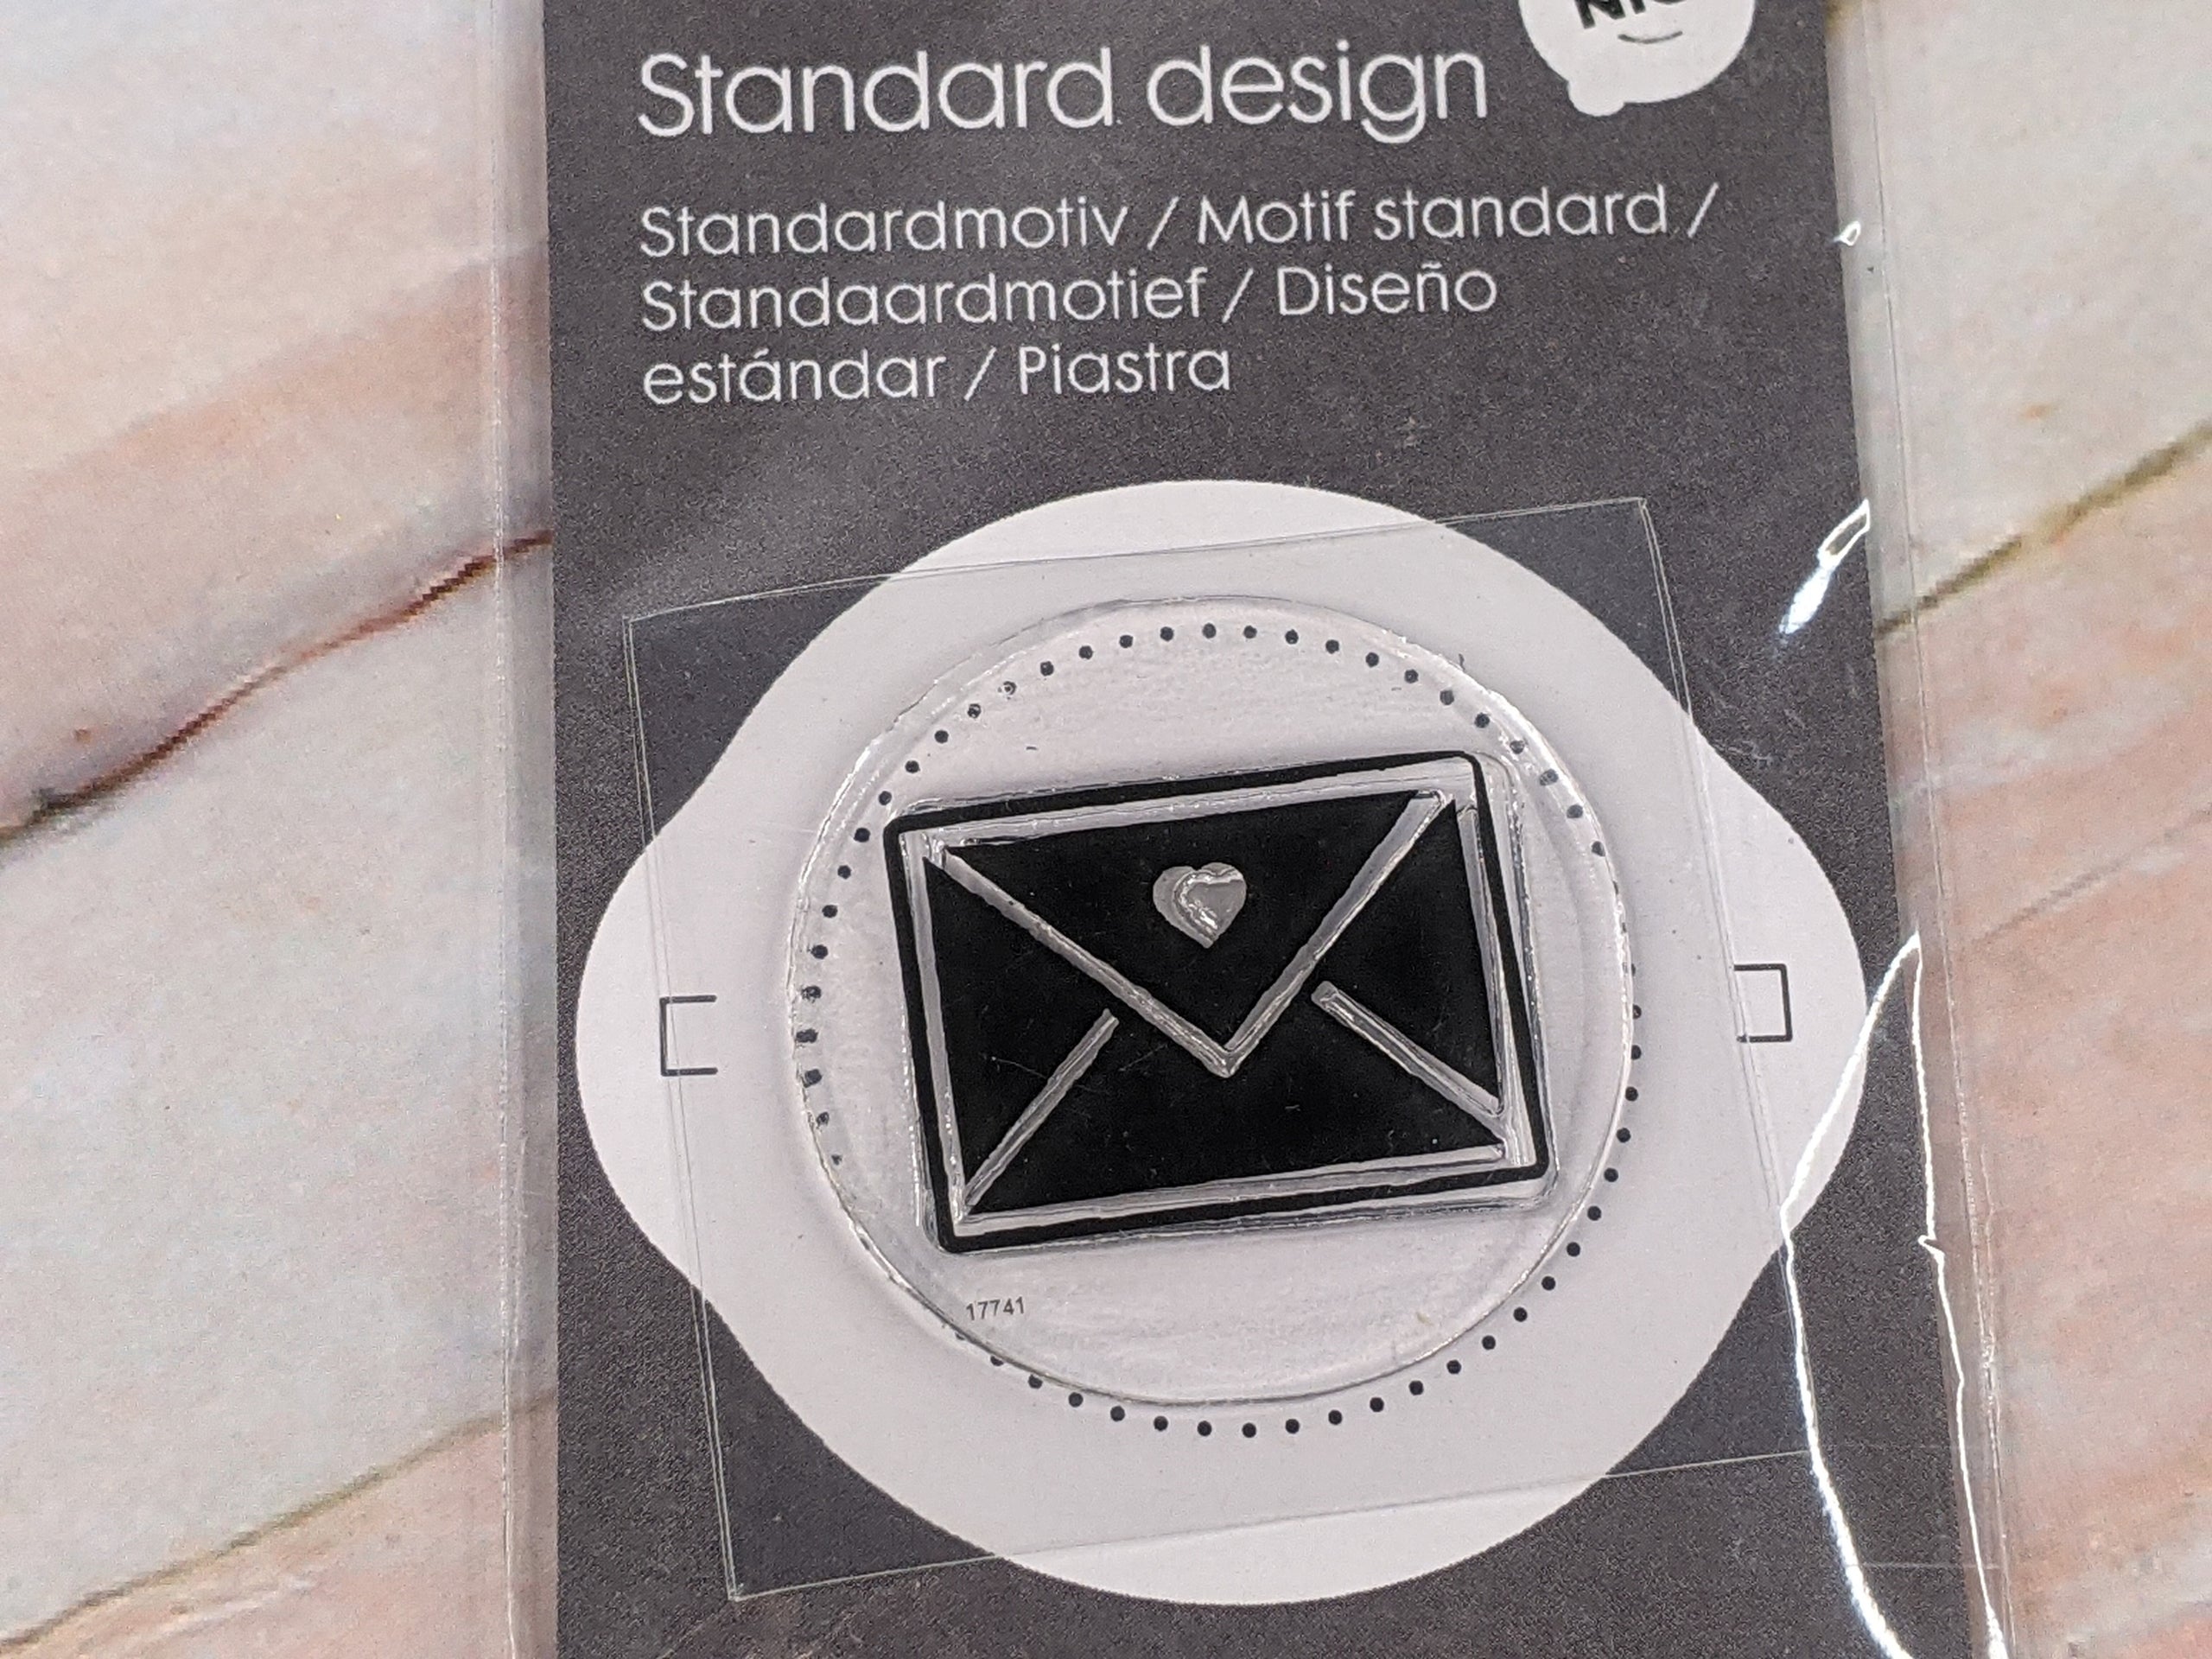 Standard design
Standardmotiv / Motif standard /
Standaardmotief / Diseño
estándar / Piastra
17741